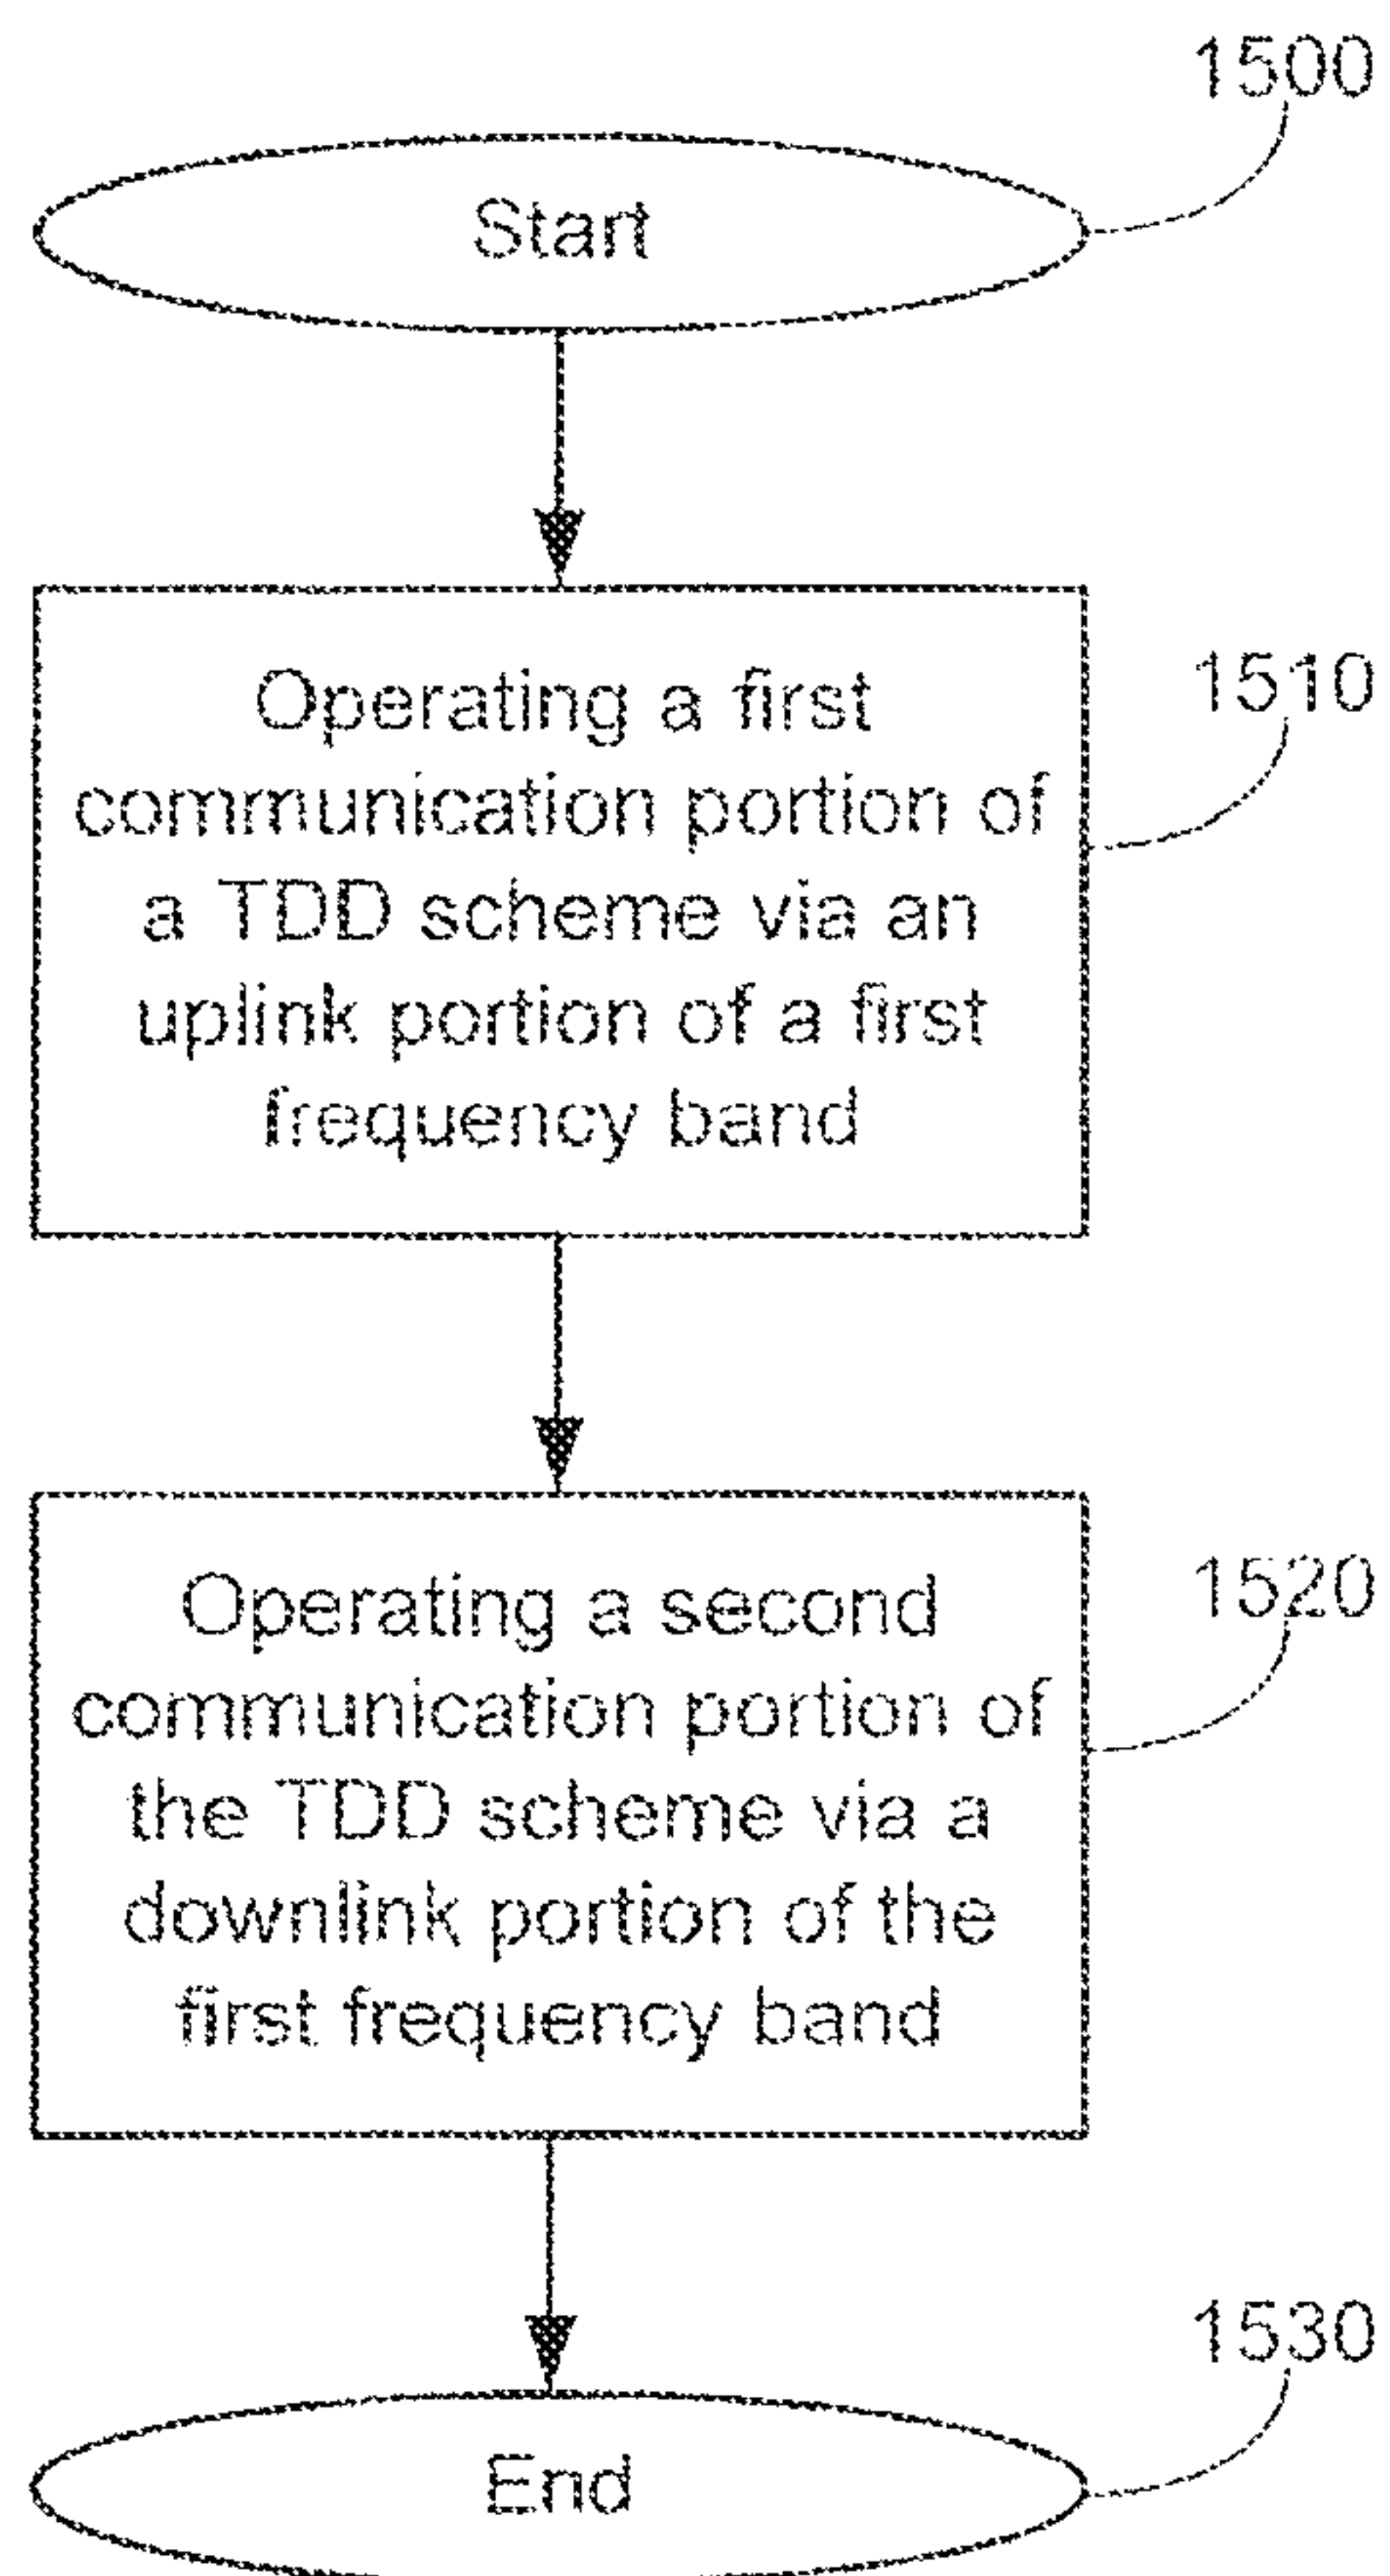 1500
Start
Operating a first
1510
communication portion of
a TDD scheme via an
uplink portion of a first
frequency band
Operating a second
1520
communication portion of
the TDD scheme via a
downlink portion of the
first frequency band
1530
End